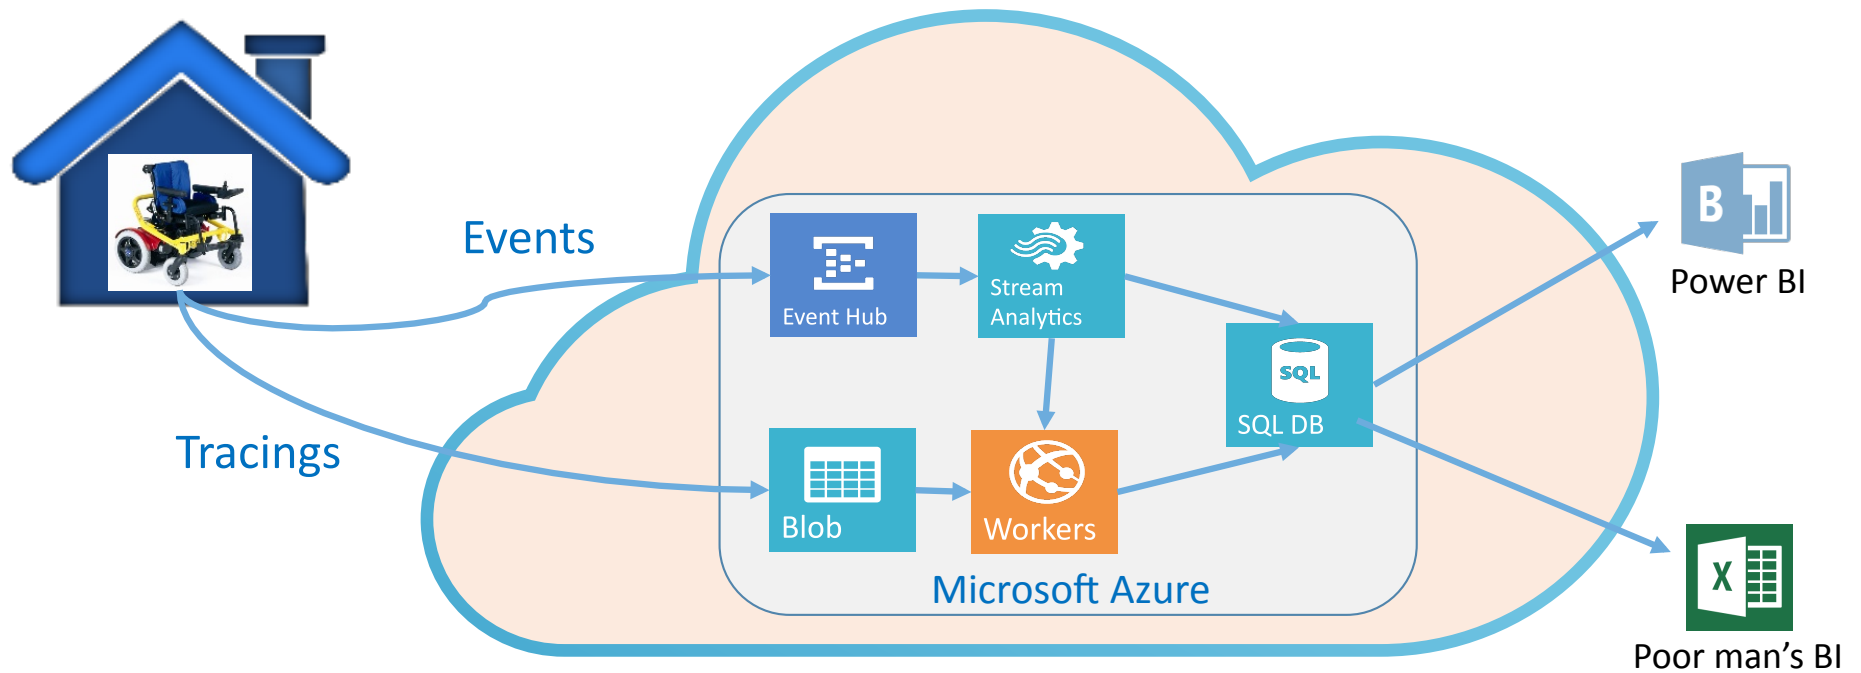 Events
Tracings
Event Hub
Stream
Analytics
SQL
SQL DB
Blob
Workers
Microsoft Azure
B
Power BI
X
Poor man's BI